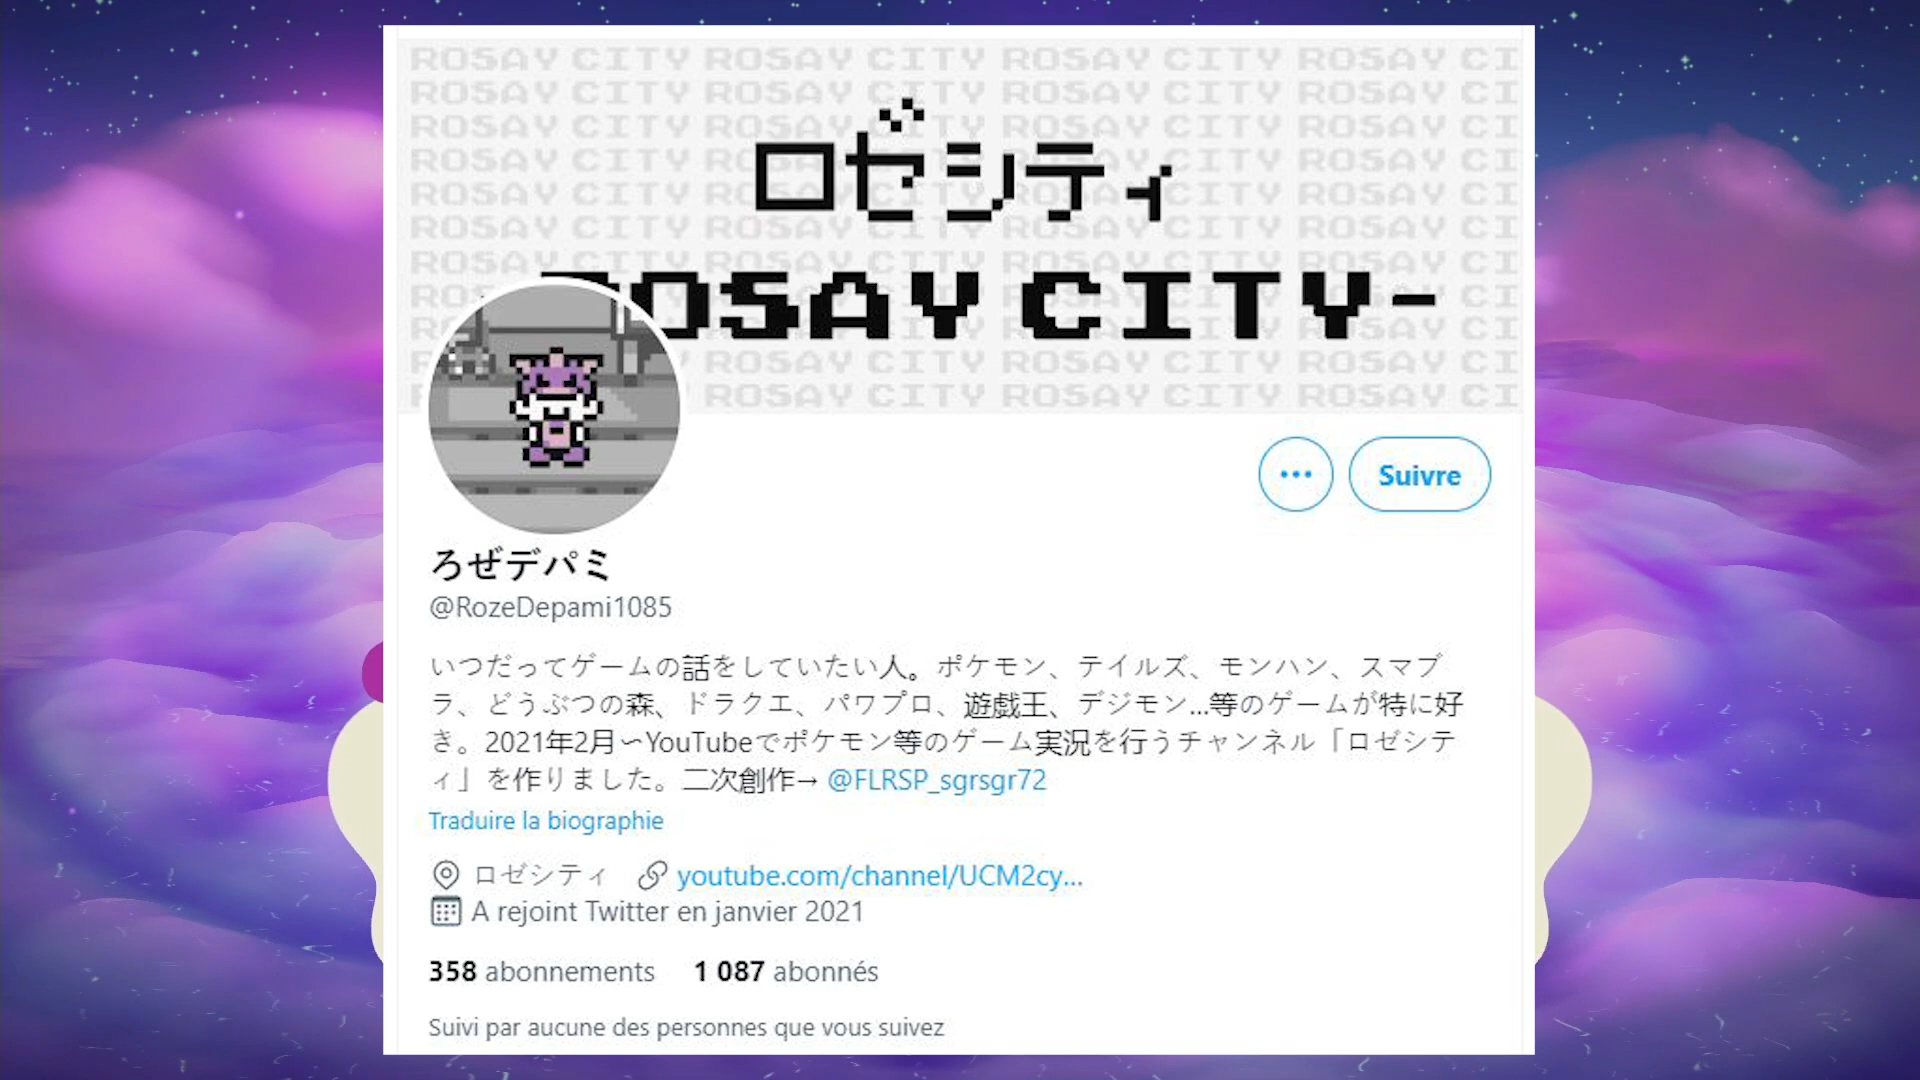 ROSAY CITY ROSAY CITY ROSAY CITY ROSAY CI
ROSAY CITY ROSAY CITY ROSAY CITY ROSAY CI
ロゼシティ
ROSAY CITY-
ろぜデパミ
@RozeDepami1085
... Suivre
いつだってゲームの話をしていたい人。ポケモン、テイルズ、モンハン、スマブ
ラ、どうぶつの森、ドラクエ、パワプロ、遊戯王、デジモン...等のゲームが特に好
き。2021年2月〜YouTubeでポケモン等のゲーム実況を行うチャンネル「ロゼシテ
ィ」を作りました。二次創作→ @FLRSP_sgrsgr72
Traduire la biographie
ロゼシティ youtube.com/channel/UCM2cy...
A rejoint Twitter en janvier 2021
358 abonnements 1 087 abonnés
Suivi par aucune des personnes que vous suivez